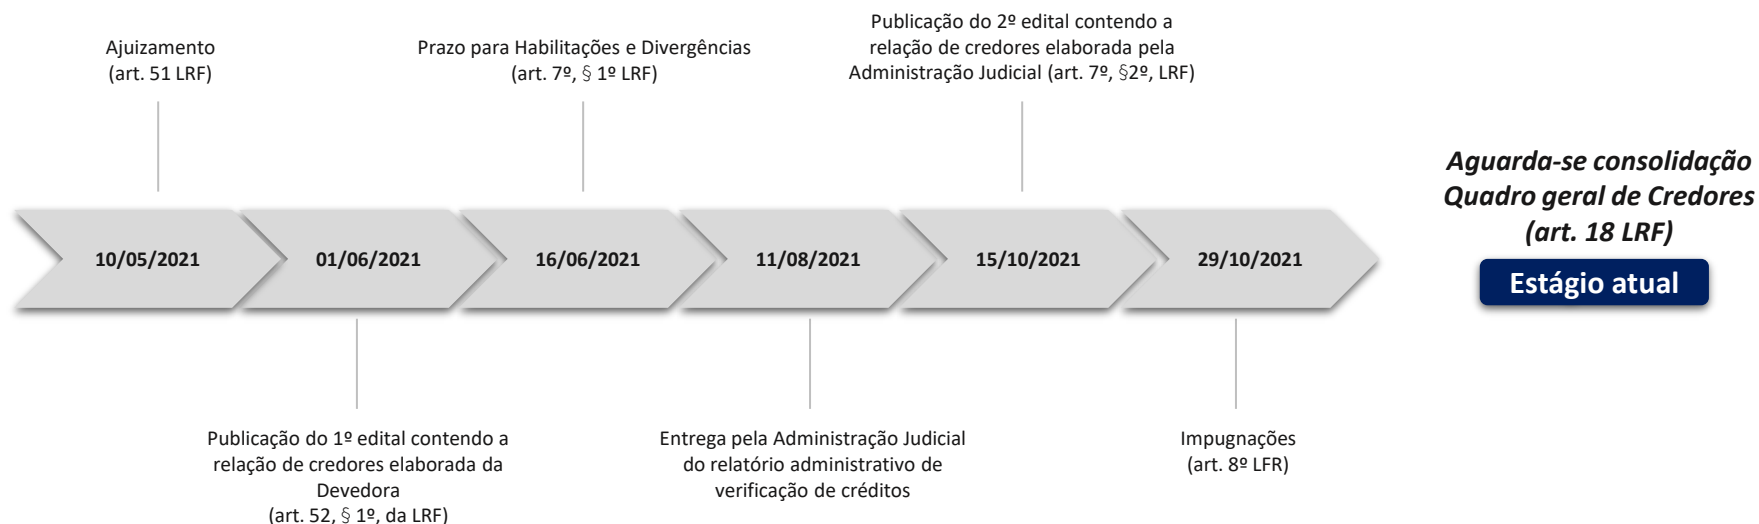 Ajuizamento
(art. 51 LRF)
Prazo para Habilitações e Divergências
(art. 7º, § 1º LRF)
Publicação do 2º edital contendo a
relação de credores elaborada pela
Administração Judicial (art. 7º, §2º, LRF)
10/05/2021
01/06/2021
16/06/2021
11/08/2021
15/10/2021
29/10/2021
Aguarda-se consolidação
Quadro geral de Credores
(art. 18 LRF)
Estágio atual
Publicação do 1º edital contendo a
relação de credores elaborada da
Devedora
(art. 52, § 1º, da LRF)
Entrega pela Administração Judicial
do relatório administrativo de
verificação de créditos
Impugnações
(art. 8º LFR)